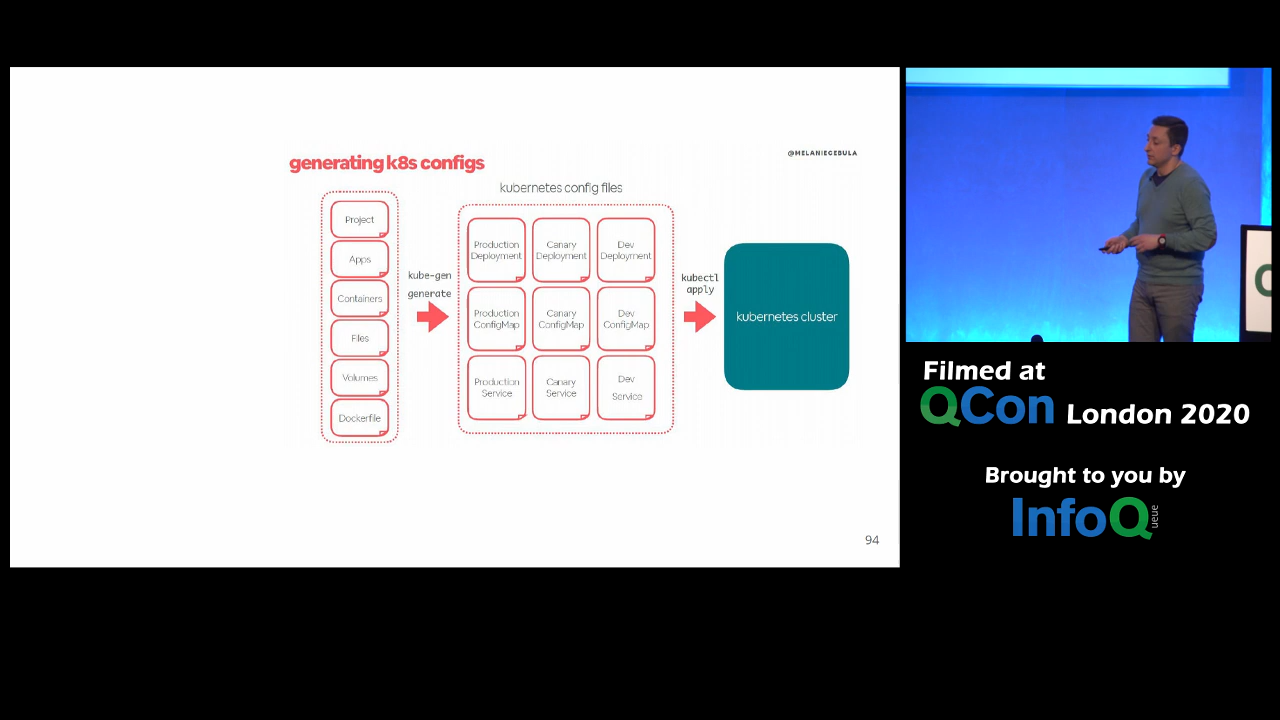 generating k8s configs
@MELANIECEBULA
kubernetes config files
Project
Apps
Containers
Files
Volumes
Dockerfile
kube-gen
generate
Production
Deployment
Canary
Deployment
Dev
Deployment
Production
ConfigMap
Canary
ConfigMap
Dev
ConfigMap
Production
Service
Canary
Service
Dev
Service
kubectl
apply
kubernetes cluster
94
Filmed at
QCon London 2020
Brought to you by
InfoQueue